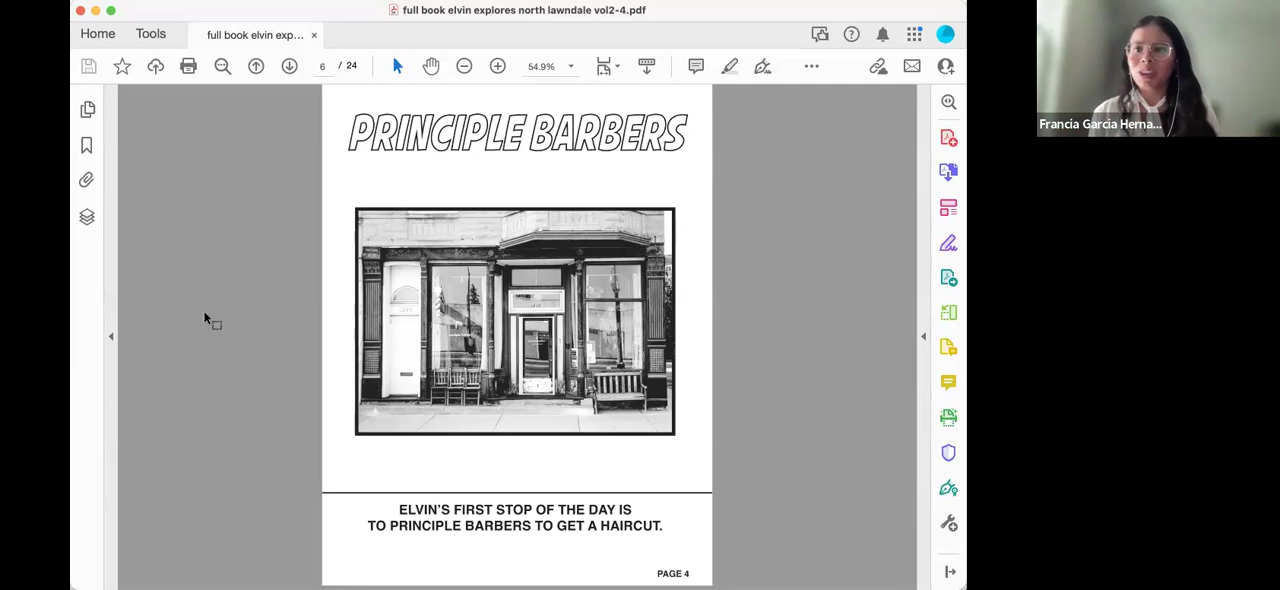 full book elvin explores north lawndale vol2-4.pdf
Home Tools full book elvin exp... ×
6 / 24 54.9%
Francia Garcia Herna...
PRINCIPLE BARBERS
ELVIN'S FIRST STOP OF THE DAY IS
TO PRINCIPLE BARBERS TO GET A HAIRCUT.
PAGE 4